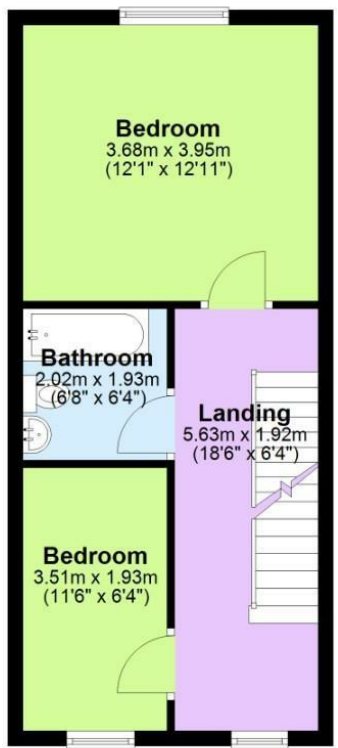 Bedroom
3.68m x 3.95m
(12'1" x 12'11")
Bathroom
2.02m x 1.93m
(6'8" x 6'4")
Landing
5.63m x 1.92m
(18'6" x 6'4")
Bedroom
3.51m x 1.93m
(11'6" x 6'4")